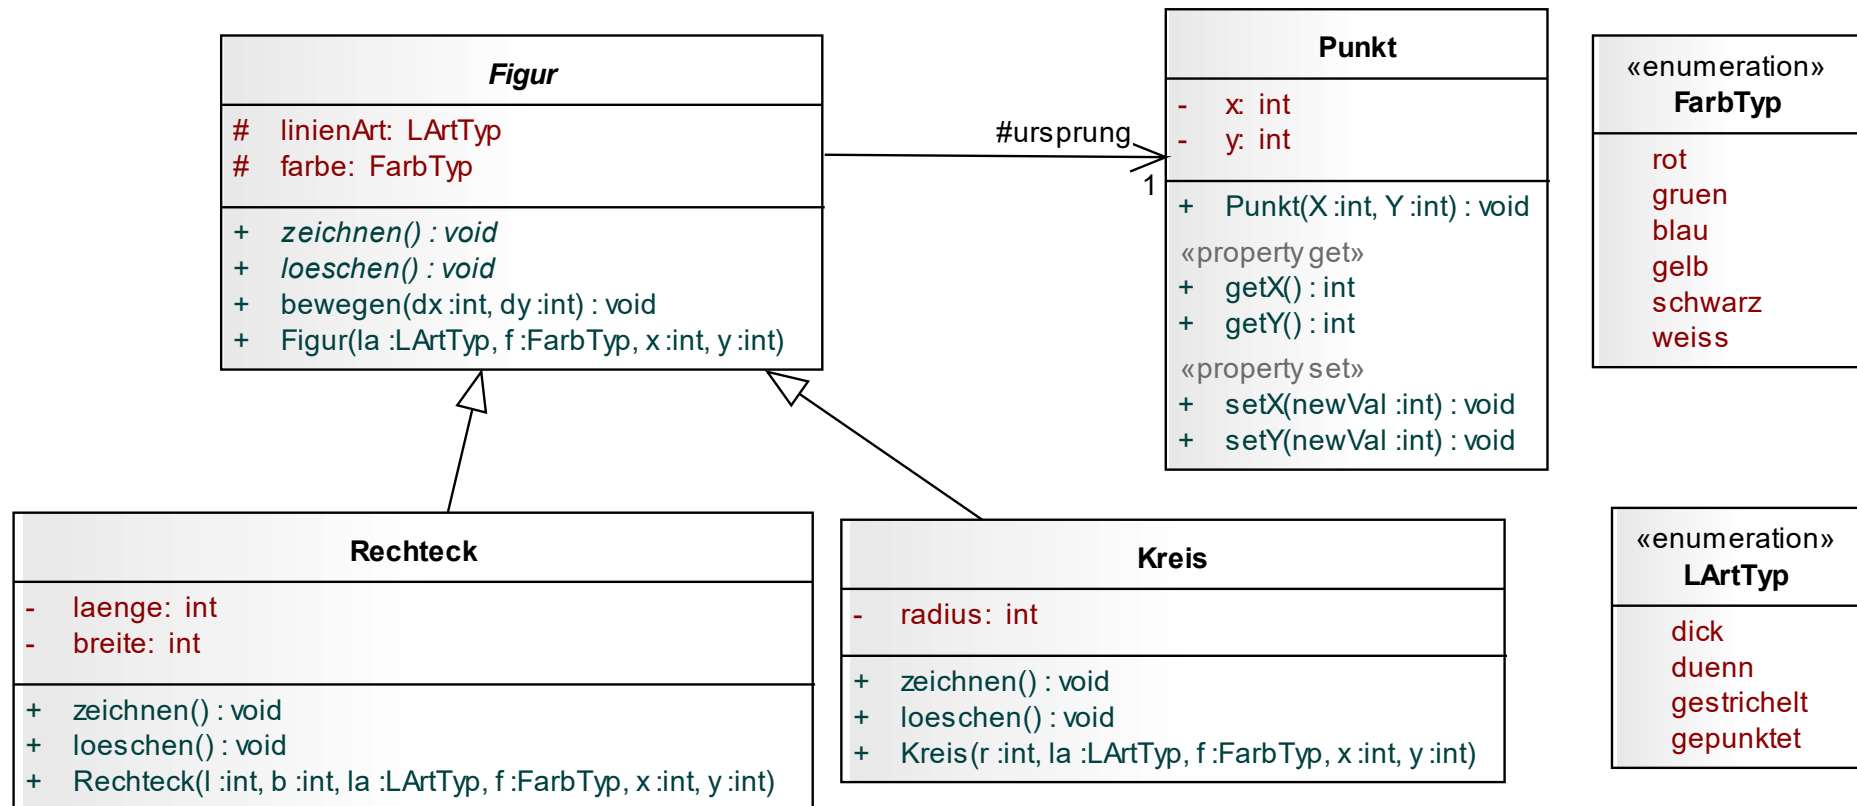 Figur
# linienArt: LArtTyp
# farbe: FarbTyp
+ zeichnen() : void
+ loeschen() : void
+ bewegen(dx :int, dy :int) : void
+ Figur(la :LArtTyp, f :FarbTyp, x :int, y :int)
#ursprung
1
Punkt
- x: int
- y: int
+ Punkt(X :int, Y :int) : void
«property get»
+ getX() : int
+ getY() : int
«property set»
+ setX(newVal :int) : void
+ setY(newVal :int) : void
«enumeration»
FarbTyp
rot
gruen
blau
gelb
schwarz
weiss
Rechteck
- laenge: int
- breite: int
+ zeichnen() : void
+ loeschen() : void
+ Rechteck(l :int, b :int, la :LArtTyp, f :FarbTyp, x :int, y :int)
Kreis
- radius: int
+ zeichnen() : void
+ loeschen() : void
+ Kreis(r :int, la :LArtTyp, f :FarbTyp, x :int, y :int)
«enumeration»
LArtTyp
dick
duenn
gestrichelt
gepunktet